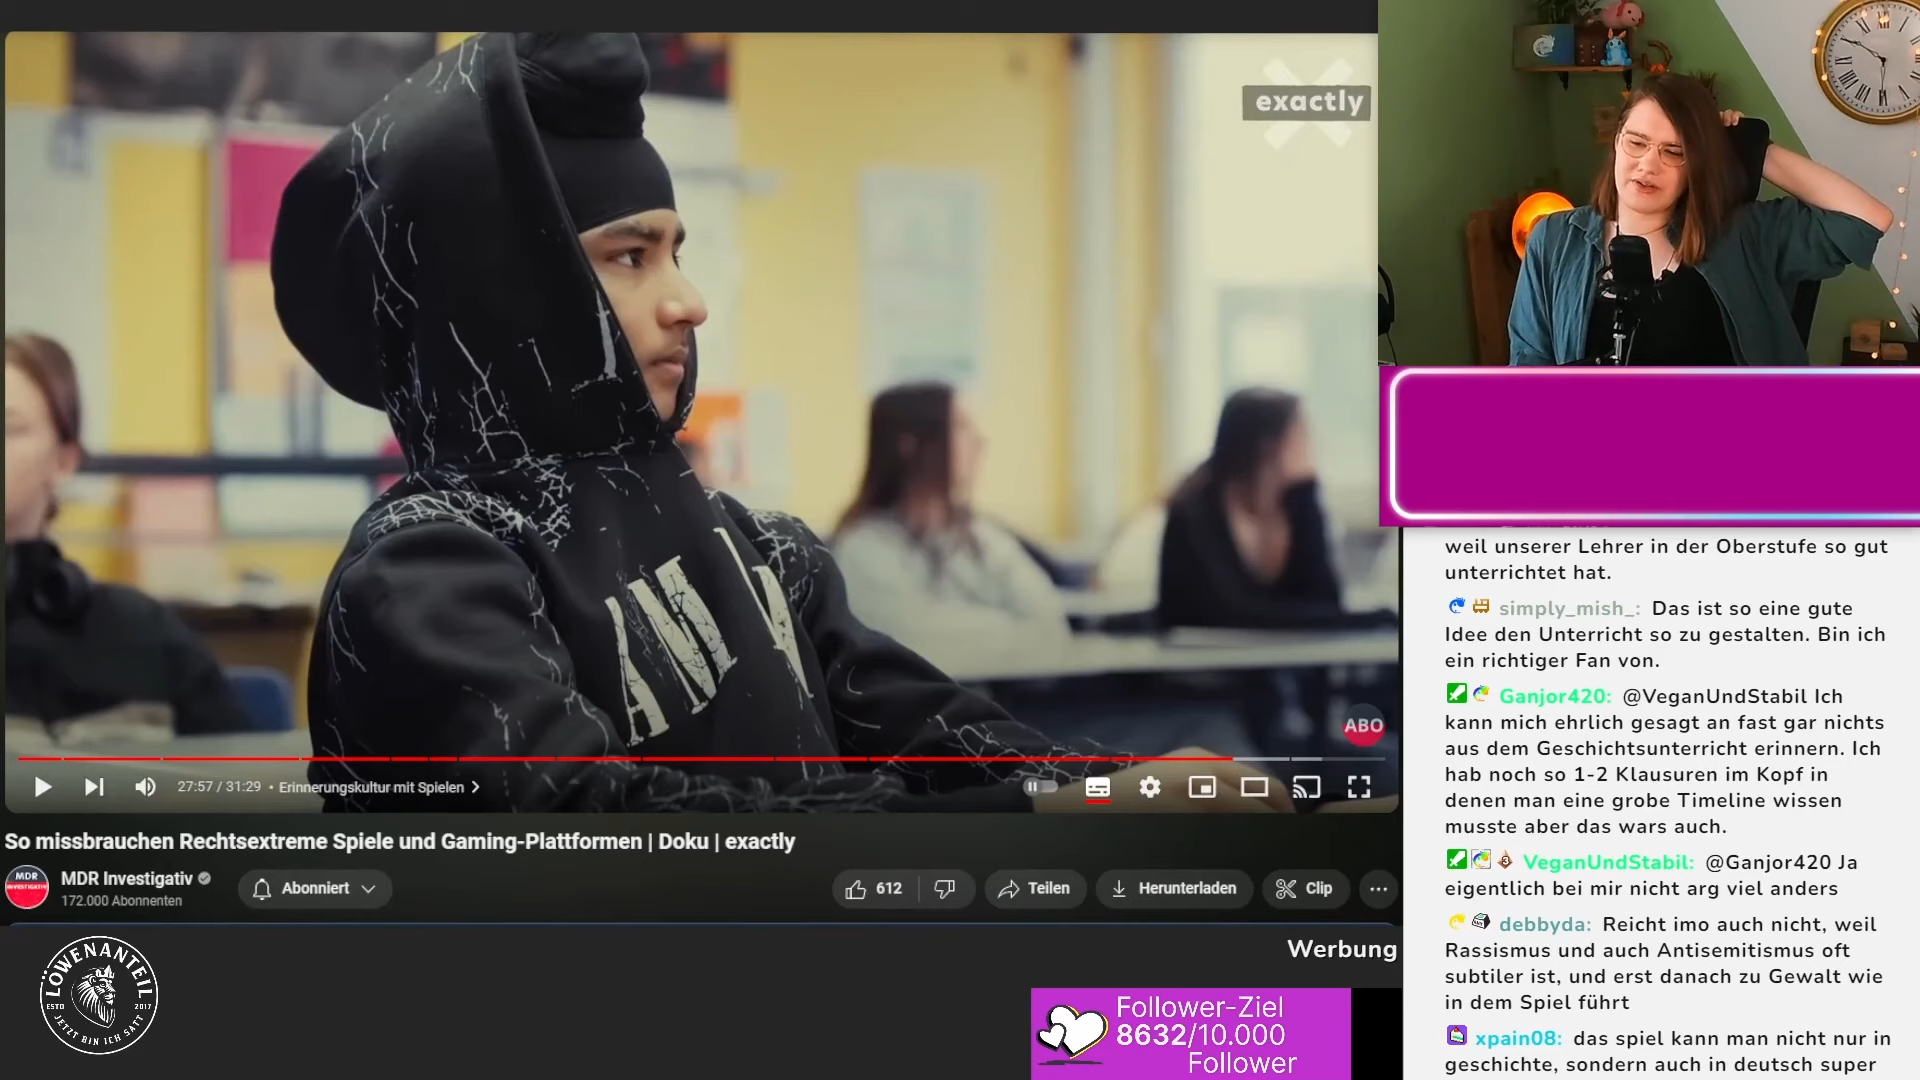 exactly
AM W
ABO
27:57 / 31:29 • Erinnerungskultur mit Spielen
So missbrauchen Rechtsextreme Spiele und Gaming-Plattformen | Doku | exactly
MDR
INVESTIGATIV
MDR Investigativ
172.000 Abonnenten
Abonniert
612
Teilen
Herunterladen
Clip
Werbung
LÖWENANTEIL
ESTD 2017
JETZT BIN ICH SATT
Follower-Ziel
8632/10.000
Follower
weil unserer Lehrer in der Oberstufe so gut
unterrichtet hat.
simply_mish_: Das ist so eine gute
Idee den Unterricht so zu gestalten. Bin ich
ein richtiger Fan von.
Ganjor420: @VeganUndStabil Ich
kann mich ehrlich gesagt an fast gar nichts
aus dem Geschichtsunterricht erinnern. Ich
hab noch so 1-2 Klausuren im Kopf in
denen man eine grobe Timeline wissen
musste aber das wars auch.
VeganUndStabil: @Ganjor420 Ja
eigentlich bei mir nicht arg viel anders
debbyda: Reicht imo auch nicht, weil
Rassismus und auch Antisemitismus oft
subtiler ist, und erst danach zu Gewalt wie
in dem Spiel führt
xpain08: das spiel kann man nicht nur in
geschichte, sondern auch in deutsch super